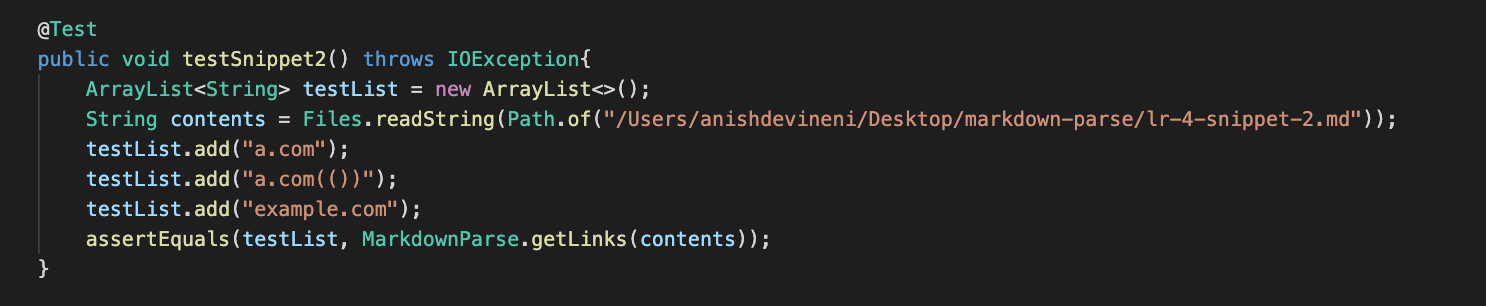 @Test
public void testSnippet2() throws IOException{
    ArrayList<String> testList = new ArrayList<>();
    String contents = Files.readString(Path.of("/Users/anishdevineni/Desktop/markdown-parse/lr-4-snippet-2.md"));
    testList.add("a.com");
    testList.add("a.com(())");
    testList.add("example.com");
    assertEquals(testList, MarkdownParse.getLinks(contents));
}